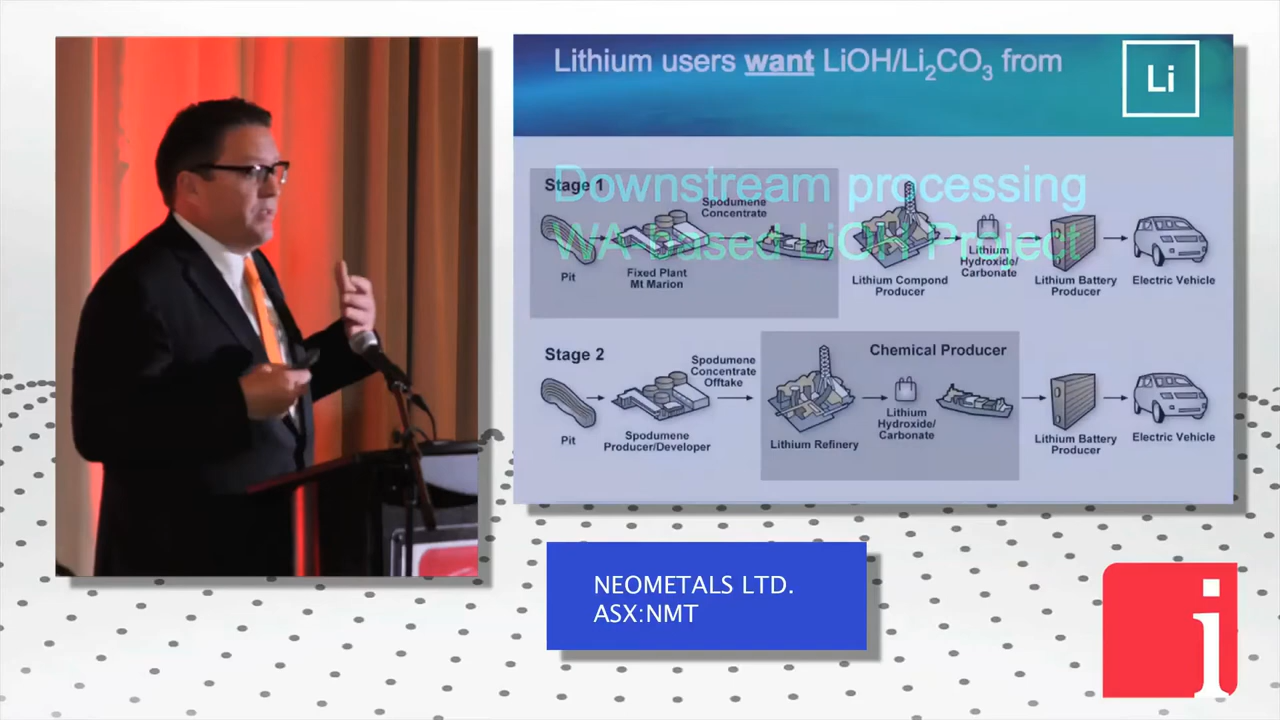 Lithium users want LiOH/Li₂CO₃ from
Li
Downstream processing
WA-based LiOH Project
Stage 1
Spodumene
Concentrate
Pit
Fixed Plant
Mt Marion
Lithium Compond
Producer
Lithium
Hydroxide/
Carbonate
Lithium Battery
Producer
Electric Vehicle
Stage 2
Spodumene
Concentrate
Offtake
Chemical Producer
Pit
Spodumene
Producer/Developer
Lithium Refinery
Lithium
Hydroxide/
Carbonate
Lithium Battery
Producer
Electric Vehicle
NEOMETALS LTD.
ASX:NMT
i